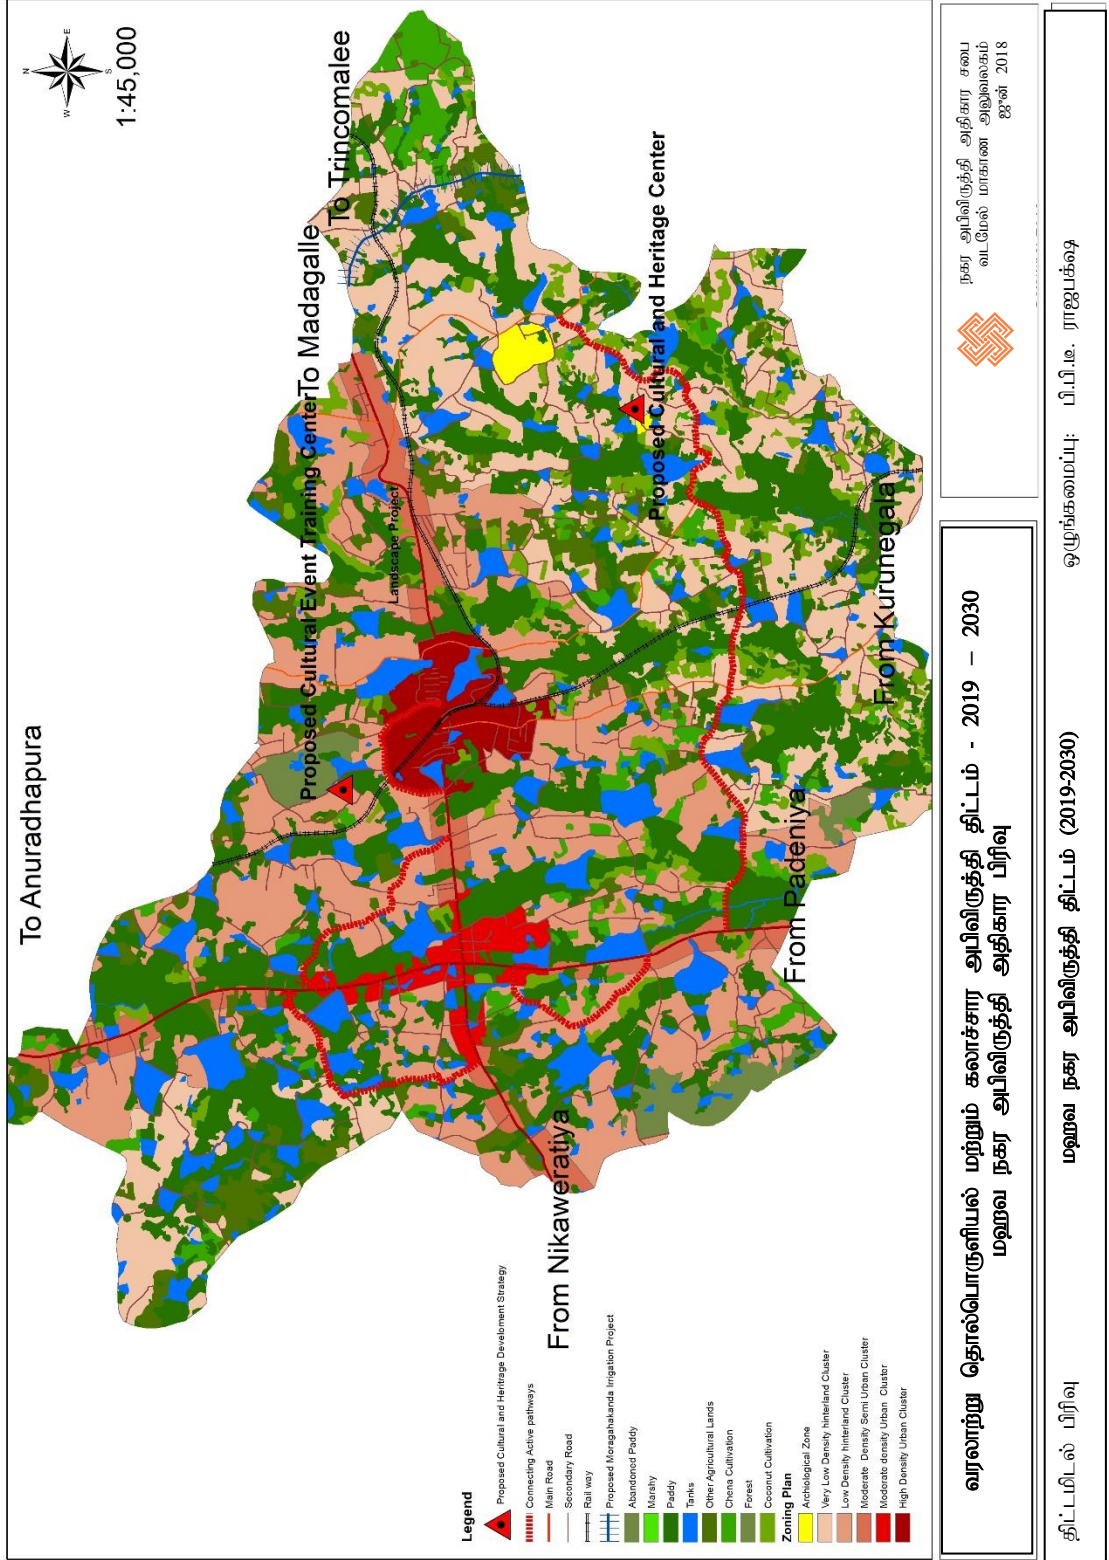 N
E
S
W
1:45,000
To Anuradhapura
To Trincomalee
To Madagalle
Proposed Cultural Event Training Center
Landscape Project
Proposed Cultural and Heritage Center
From Kurunegala
From Padeniya
From Nikaweratiya
Legend
Proposed Cultural and Heritrage Develoment Strategy
Connecting Active pathways
Main Road
Secondary Road
Rail way
Proposed Moragahakanda Irrigation Project
Abandoned Paddy
Marshy
Paddy
Tanks
Other Agricultural Lands
Chena Cultivation
Forest
Coconut Cultivation
Zoning Plan
Archiological Zone
Very Low Density hinterland Cluster
Low Density hinterland Cluster
Moderate Density Semi Urban Cluster
Moderate density Urban Cluster
High Density Urban Cluster
வரலாற்று தொல்பொருளியல் மற்றும் கலாச்சார அபிவிருத்தி திட்டம் - 2019 – 2030
மஹவ நகர அபிவிருத்தி அதிகார பிரிவு
நகர அபிவிருத்தி அதிகார சபை
வடமேல் மாகாண அலுவலகம்
ஜுன் 2018
திட்டமிடல் பிரிவு
மஹவ நகர அபிவிருத்தி திட்டம் (2019-2030)
ஒழுங்கமைப்பு: பி.பி.டீ. ராஜபக்ஷ